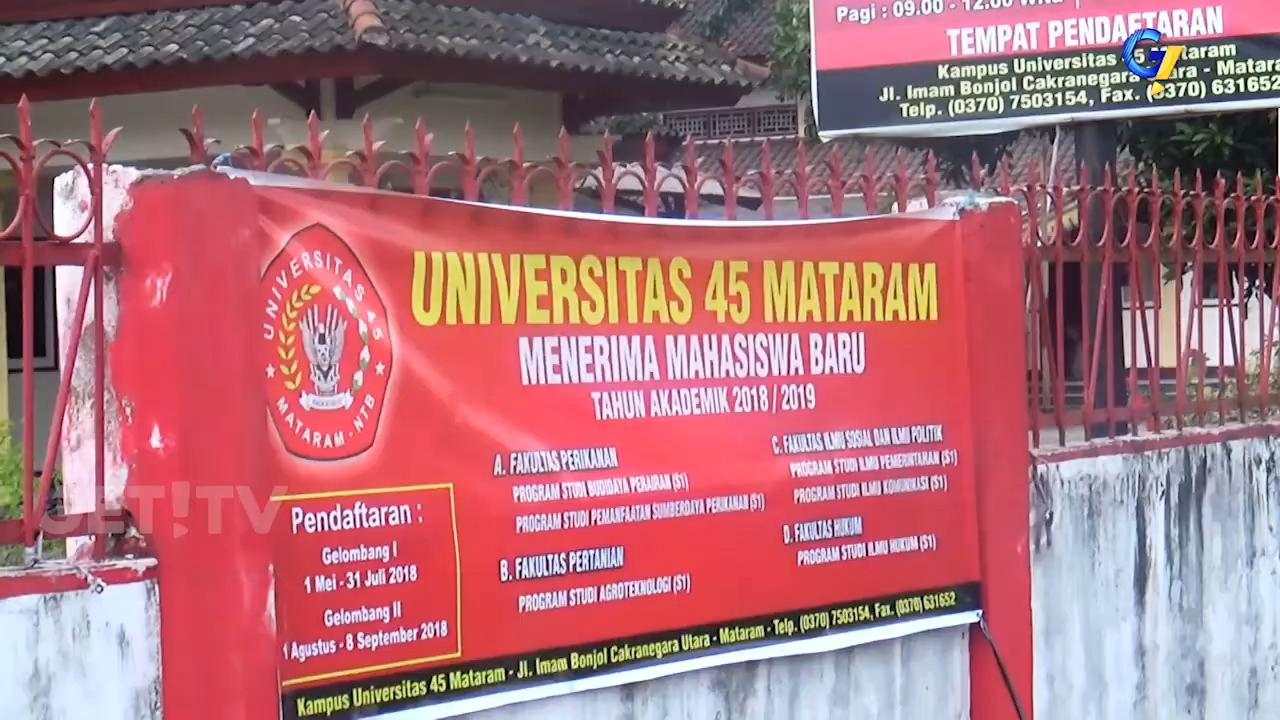 Pagi : 09.00 - 12.00 Wita
TEMPAT PENDAFTARAN
Kampus Universitas 45 Mataram
Jl. Imam Bonjol Cakranegara Utara - Mataram
Telp. (0370) 7503154, Fax. (0370) 631652
UNIVERSITAS 45
MATARAM - NTB
UNIVERSITAS 45 MATARAM
MENERIMA MAHASISWA BARU
TAHUN AKADEMIK 2018 / 2019
A. FAKULTAS PERIKANAN
PROGRAM STUDI BUDIDAYA PERAIRAN (S1)
PROGRAM STUDI PEMANFAATAN SUMBERDAYA PERIKANAN (S1)
B. FAKULTAS PERTANIAN
PROGRAM STUDI AGROTEKNOLOGI (S1)
C. FAKULTAS ILMU SOSIAL DAN ILMU POLITIK
PROGRAM STUDI ILMU PEMERINTAHAN (S1)
PROGRAM STUDI ILMU KOMUNIKASI (S1)
D. FAKULTAS HUKUM
PROGRAM STUDI ILMU HUKUM (S1)
Pendaftaran :
Gelombang I
1 Mei - 31 Juli 2018
Gelombang II
1 Agustus - 8 September 2018
Kampus Universitas 45 Mataram - Jl. Imam Bonjol Cakranegara Utara - Mataram - Telp. (0370) 7503154, Fax. (0370) 631652
GET!TV